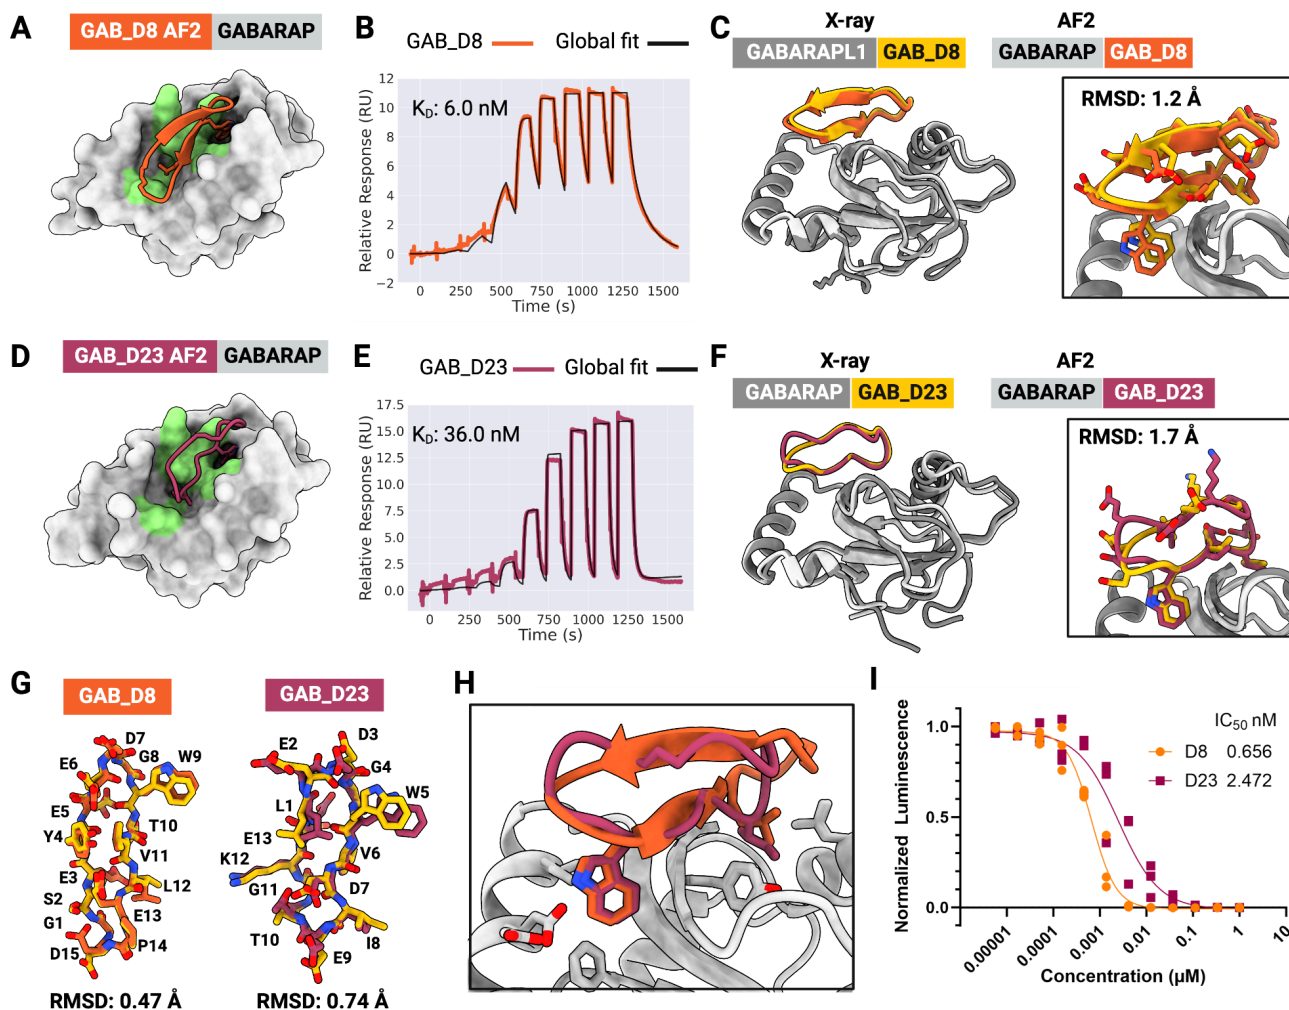 A
GAB_D8 AF2 GABARAP
B
GAB_D8 Global fit
K_D: 6.0 nM
Relative Response (RU)
12
10
8
6
4
2
0
−2
0 250 500 750 1000 1250 1500
Time (s)
C
X-ray AF2
GABARAPL1 GAB_D8 GABARAP GAB_D8
RMSD: 1.2 Å
D
GAB_D23 AF2 GABARAP
E
GAB_D23 Global fit
K_D: 36.0 nM
Relative Response (RU)
17.5
15.0
12.5
10.0
7.5
5.0
2.5
0.0
0 250 500 750 1000 1250 1500
Time (s)
F
X-ray AF2
GABARAP GAB_D23 GABARAP GAB_D23
RMSD: 1.7 Å
G
GAB_D8
D7
G8
W9
E6
E5
T10
Y4
V11
E3
L12
S2
G1
E13
P14
D15
RMSD: 0.47 Å
GAB_D23
D3
E2
G4
L1
W5
E13
V6
K12
D7
G11
T10
I8
E9
RMSD: 0.74 Å
H
I
Normalized Luminescence
1.0
0.5
0.0
IC₅₀ nM
D8 0.656
D23 2.472
0.00001 0.0001 0.001 0.01 0.1 1 10
Concentration (µM)